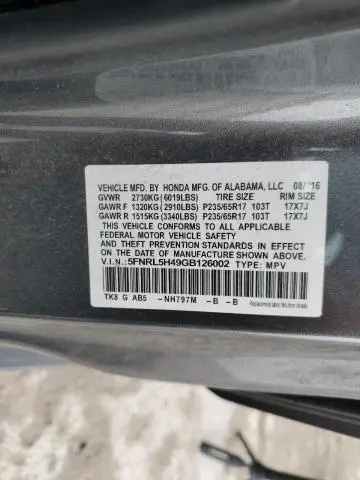 VEHICLE MFD. BY HONDA MFG. OF ALABAMA, LLC 08/'16
GVWR 2730KG(6019LBS) TIRE SIZE RIM SIZE
GAWR F 1320KG (2910LBS) P235/65R17 103T 17X7J
GAWR R 1515KG(3340LBS) P235/65R17 103T 17X7J
THIS VEHICLE CONFORMS TO ALL APPLICABLE FEDERAL
MOTOR VEHICLE SAFETY, BUMPER, AND THEFT PREVENTION
STANDARDS IN EFFECT ON THE DATE OF MANUFACTURE SHOWN ABOVE.
V.I.N.: 5FNRL5H49GB126002 TYPE: MPV
TK8 G AB5 -NH797M -B -B